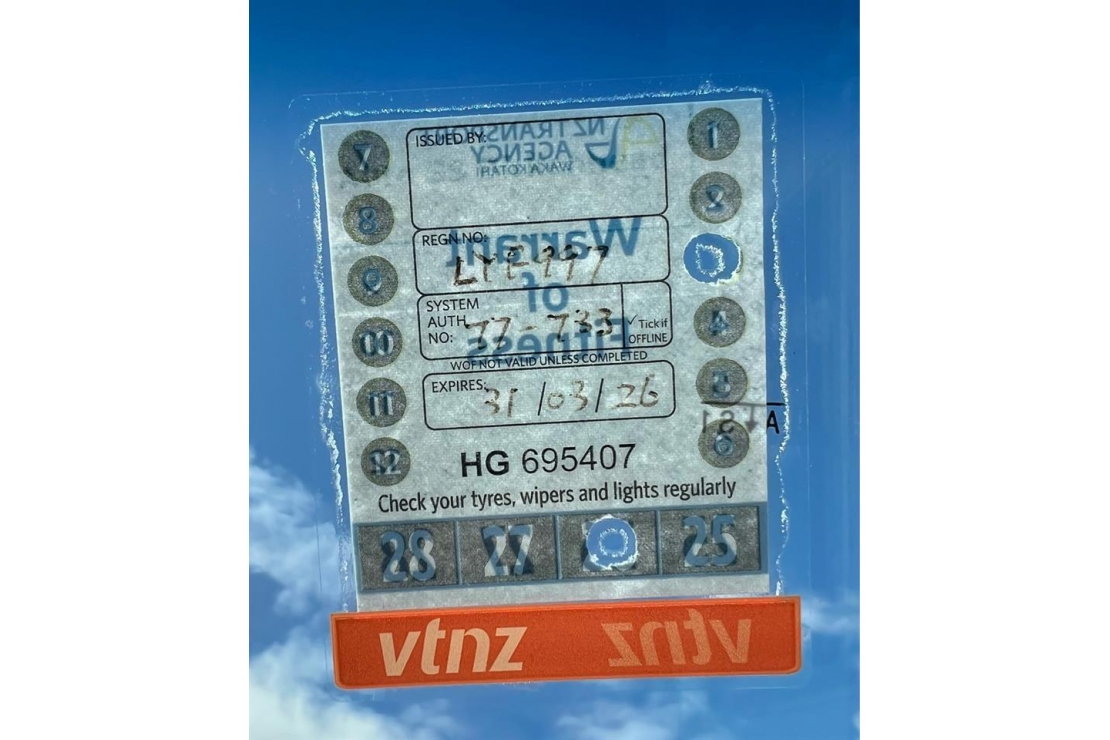 ISSUED BY:
NZ TRANSPORT
AGENCY
WAKA KOTAHI
Warrant
of
Fitness
REGN NO:
SYSTEM
AUTH
NO: 77-733
✓ Tick if
OFFLINE
WOF NOT VALID UNLESS COMPLETED
EXPIRES: 31/03/26
HG 695407
Check your tyres, wipers and lights regularly
1
2
4
5
6
7
8
9
10
11
12
28 27 25
vtnz vtnz